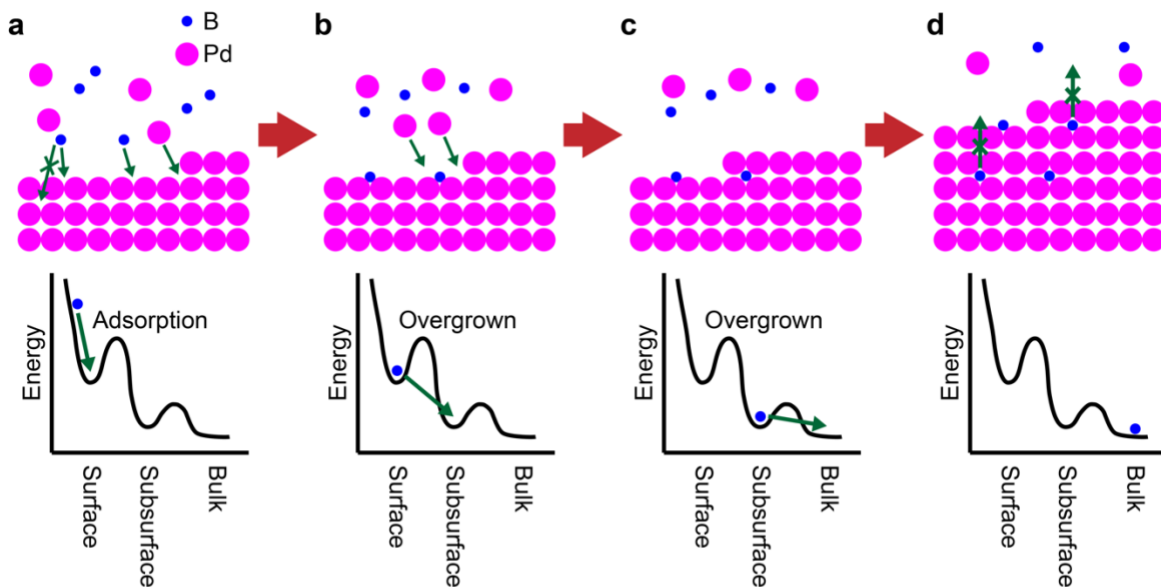 a
b
c
d
B
Pd
Energy
Adsorption
Surface
Subsurface
Bulk
Energy
Overgrown
Surface
Subsurface
Bulk
Energy
Overgrown
Surface
Subsurface
Bulk
Energy
Surface
Subsurface
Bulk